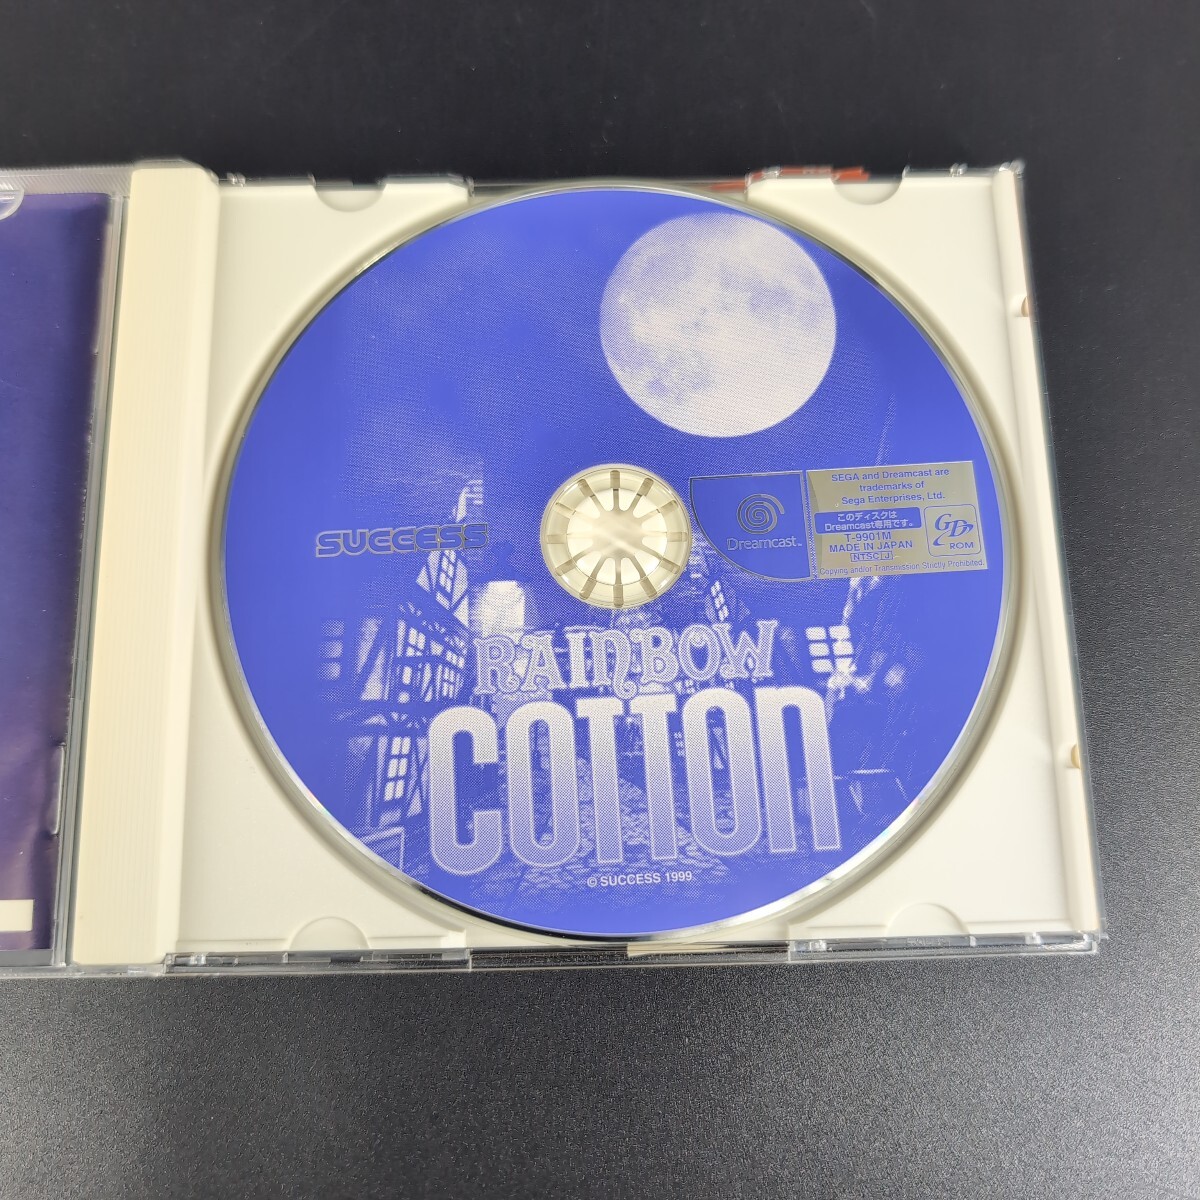 SUCCESS
Dreamcast™
SEGA and Dreamcast are
trademarks of
Sega Enterprises, Ltd.
このディスクは
Dreamcast専用です。
T-9901M
MADE IN JAPAN
NTSC J
GD
ROM
Copying and/or Transmission Strictly Prohibited.
RAINBOW
COTTON
© SUCCESS 1999